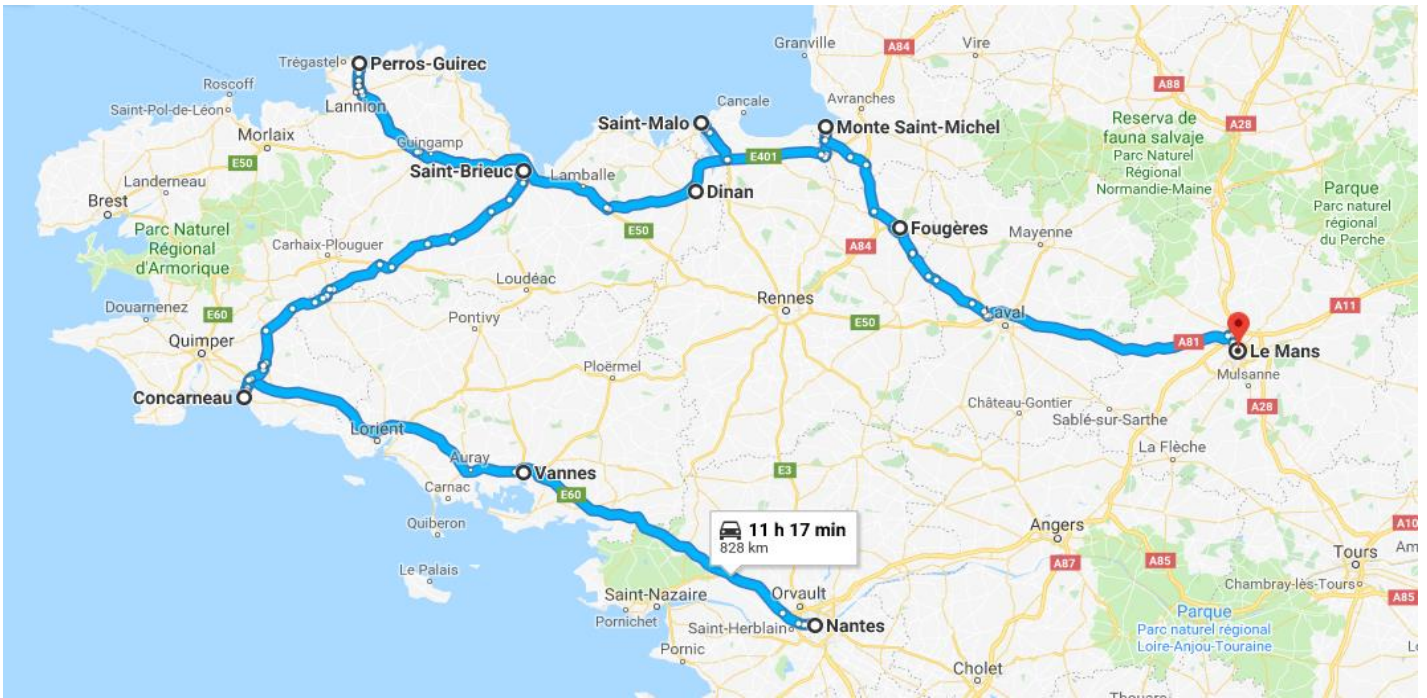 Granville
A84
Vire
Trégastel
Perros-Guirec
Roscoff
A88
Saint-Pol-de-Léon
Lannion
Cancale
Avranches
Reserva de
fauna salvaje
Parc Naturel
Régional
Normandie-Maine
A28
Saint-Malo
Monte Saint-Michel
Morlaix
Guingamp
E50
E401
Saint-Brieuc
Lamballe
Landerneau
Dinan
Parque
Parc naturel
régional
du Perche
Brest
Parc Naturel
Régional
d'Armorique
Carhaix-Plouguer
E50
A84
Fougères
Mayenne
Loudéac
Rennes
Douarnenez
E60
Laval
A11
Pontivy
E50
Quimper
A81
Le Mans
Ploërmel
Mulsanne
Concarneau
Château-Gontier
Sablé-sur-Sarthe
A28
Lorient
La Flèche
Auray
Vannes
E3
Carnac
E60
Quiberon
11 h 17 min
828 km
Angers
A10
Am
Le Palais
Tours
A87
A85
Chambray-lès-Tours
Saint-Nazaire
Orvault
A85
Pornichet
Saint-Herblain
Nantes
Parque
Parc naturel régional
Loire-Anjou-Touraine
Pornic
Cholet
Thouars